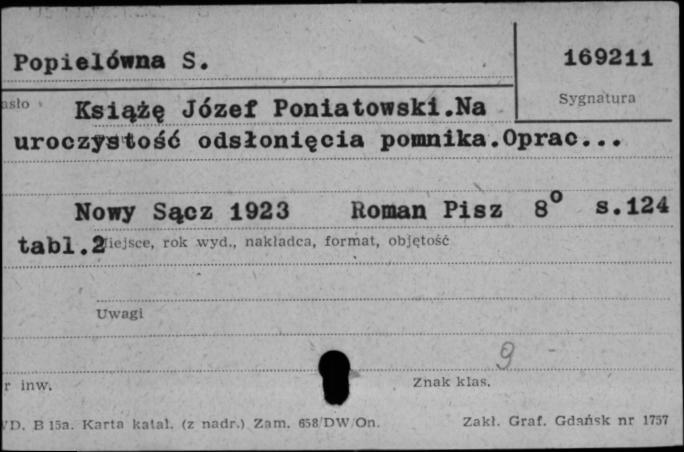 Popielówna S.
169211
asło
Sygnatura
Książę Józef Poniatowski.Na
uroczystość odsłonięcia pomnika.Oprac...
Nowy Sącz 1923 Roman Pisz 8° s.124
tabl.2
Miejsce, rok wyd., nakładca, format, objętość
Uwagi
9 -
r inw.
Znak klas.
WD. B 15a. Karta katal. (z nadr.) Zam. 658/DW/On.
Zakł. Graf. Gdańsk nr 1757